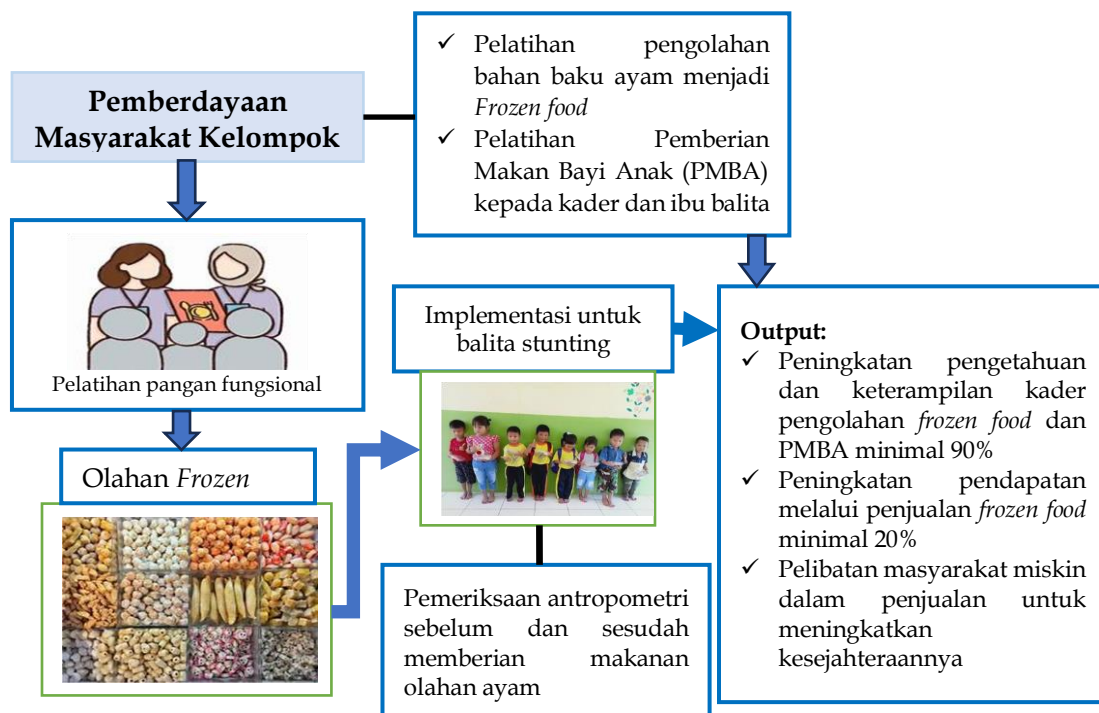 Pemberdayaan
Masyarakat Kelompok
✓ Pelatihan pengolahan
bahan baku ayam menjadi
Frozen food
✓ Pelatihan Pemberian
Makan Bayi Anak (PMBA)
kepada kader dan ibu balita
Pelatihan pangan fungsional
Olahan Frozen
Implementasi untuk
balita stunting
Pemeriksaan antropometri
sebelum dan sesudah
memberian makanan
olahan ayam
Output:
✓ Peningkatan pengetahuan
dan keterampilan kader
pengolahan frozen food dan
PMBA minimal 90%
✓ Peningkatan pendapatan
melalui penjualan frozen food
minimal 20%
✓ Pelibatan masyarakat miskin
dalam penjualan untuk
meningkatkan
kesejahteraannya